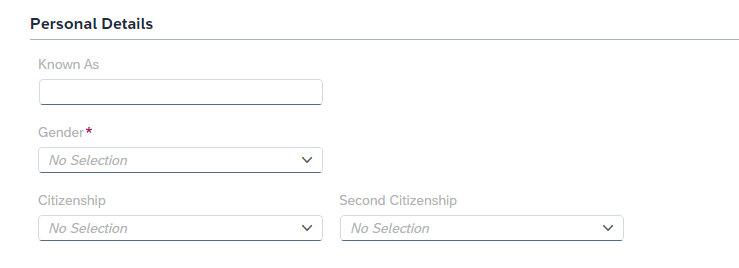 Personal Details
Known As
Gender*
No Selection
Citizenship Second Citizenship
No Selection No Selection